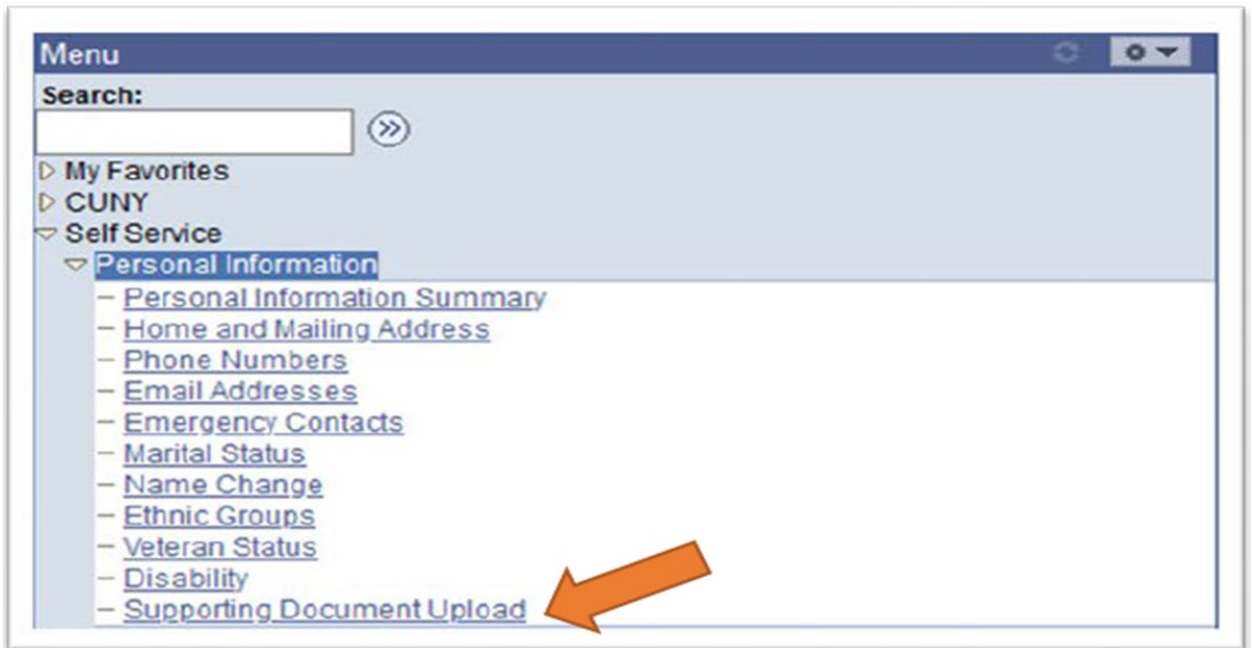 Menu
Search:
My Favorites
CUNY
Self Service
Personal Information
Personal Information Summary
Home and Mailing Address
Phone Numbers
Email Addresses
Emergency Contacts
Marital Status
Name Change
Ethnic Groups
Veteran Status
Disability
Supporting Document Upload